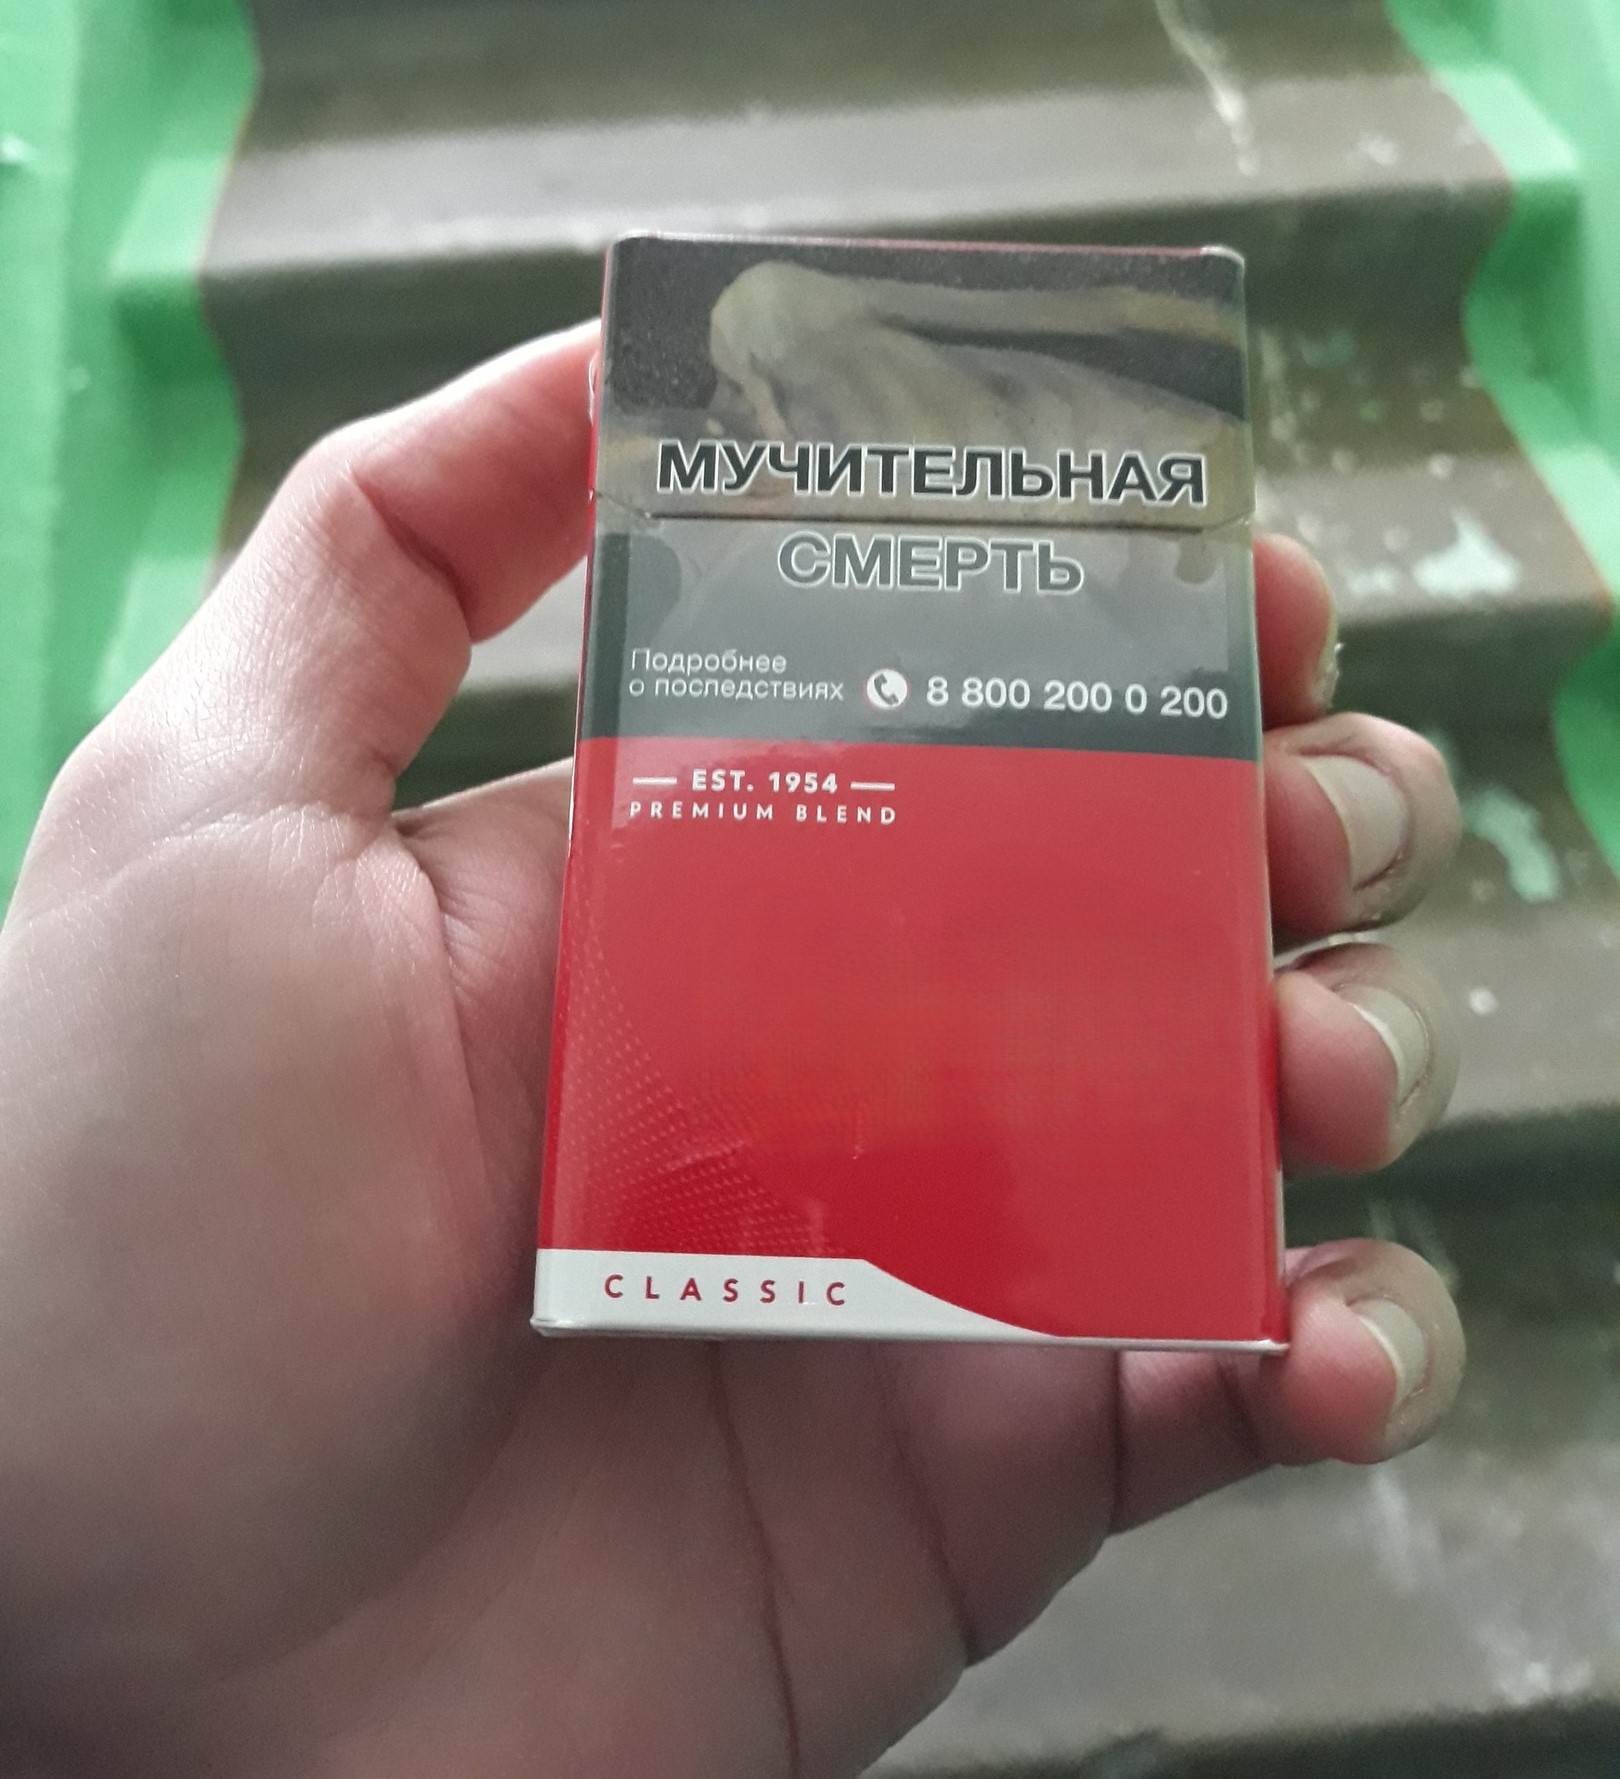 МУЧИТЕЛЬНАЯ
СМЕРТЬ
Подробнее
о последствиях
8 800 200 0 200
EST. 1954
PREMIUM BLEND
CLASSIC